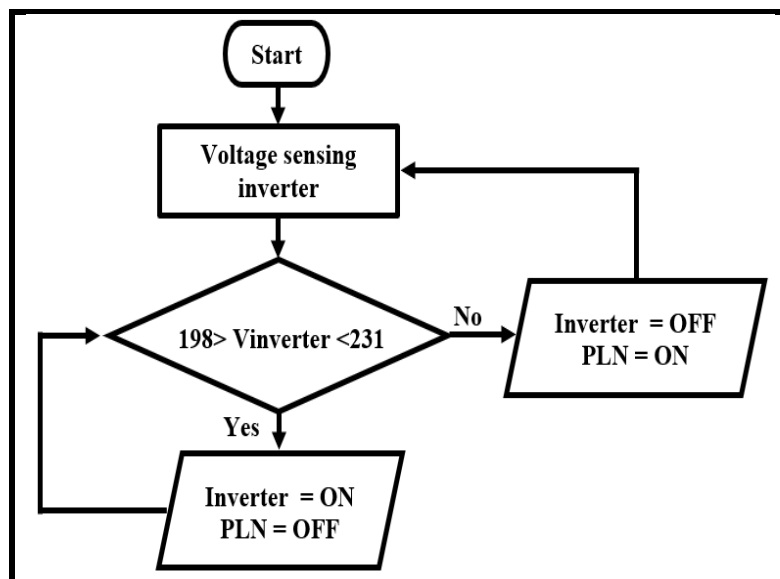 Start
Voltage sensing
inverter
198> Vinverter <231
No
Inverter = OFF
PLN = ON
Yes
Inverter = ON
PLN = OFF